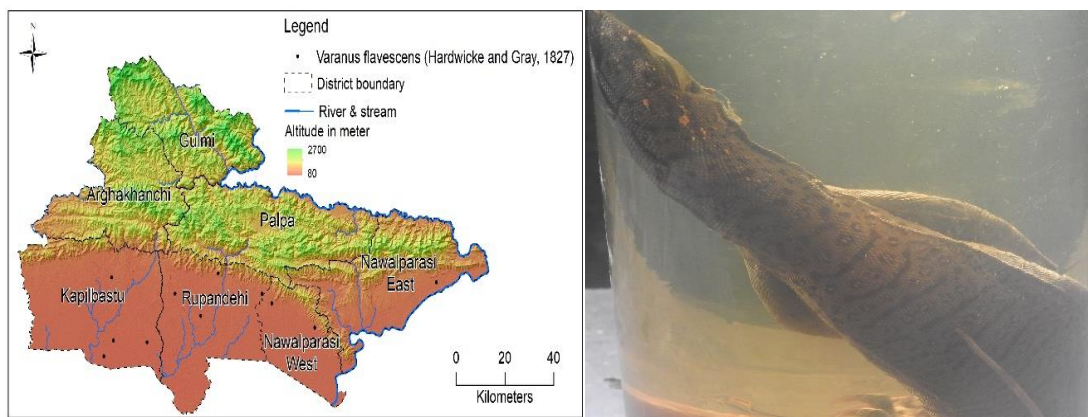 N
Legend
Varanus flavescens (Hardwicke and Gray, 1827)
District boundary
River & stream
Altitude in meter
2700
80
Gulmi
Arghakhanchi
Palpa
Nawalparasi
East
Kapilbastu
Rupandehi
Nawalparasi
West
0 20 40
Kilometers